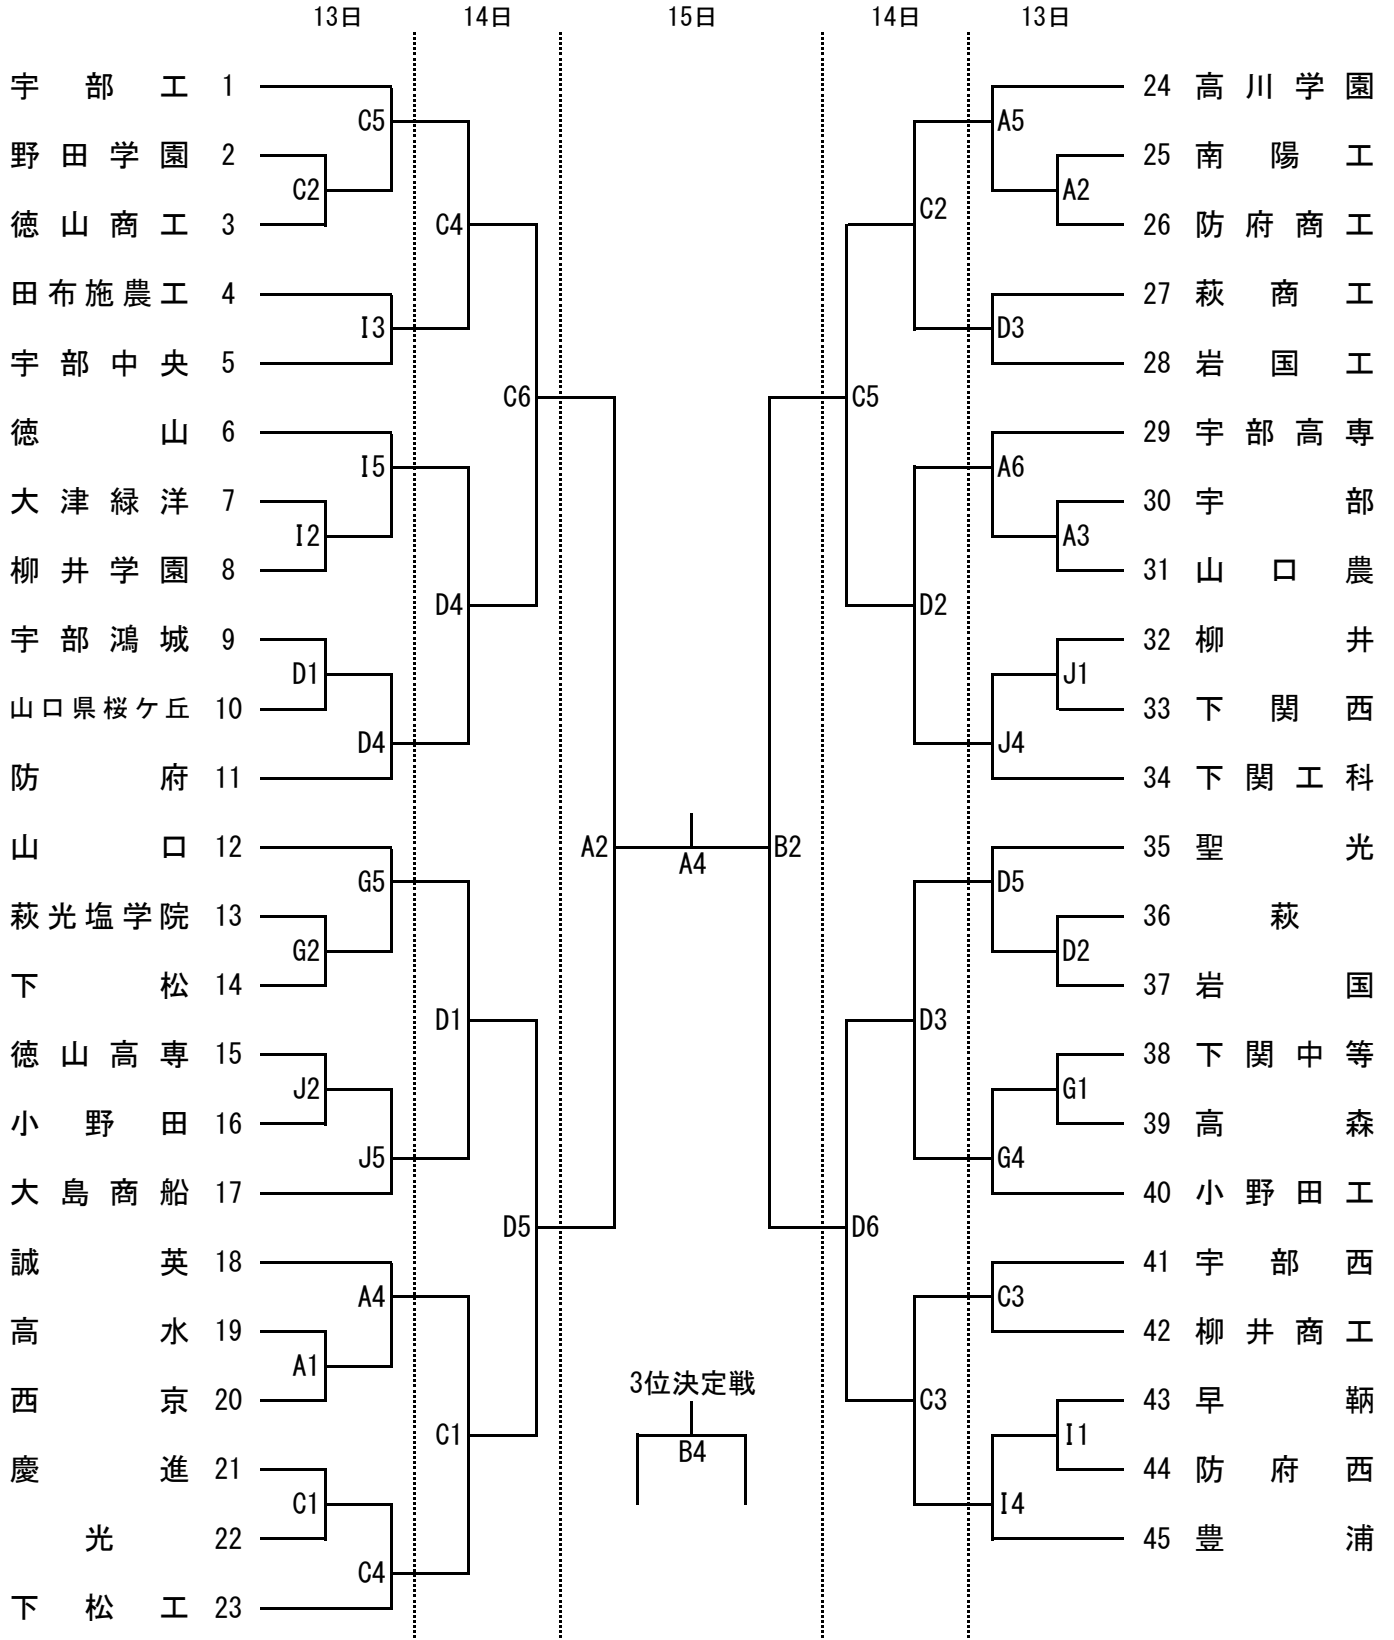 13日 14日 15日 14日 13日
宇部工 1 24 高川学園
C5 A5
野田学園 2 25 南陽工
C2 A2
徳山商工 3 C4 C2 26 防府商工
田布施農工 4 27 萩商工
I3 D3
宇部中央 5 28 岩国工
C6 C5
徳山 6 29 宇部高専
I5 A6
大津緑洋 7 30 宇部
I2 A3
柳井学園 8 31 山口農
D4 D2
宇部鴻城 9 32 柳井
D1 J1
山口県桜ケ丘 10 33 下関西
D4 J4
防府 11 34 下関工科
山口 12 A2 A4 B2 35 聖光
G5 D5
萩光塩学院 13 36 萩
G2 D2
下松 14 37 岩国
D1 D3
徳山高専 15 38 下関中等
J2 G1
小野田 16 39 高森
J5 G4
大島商船 17 40 小野田工
D5 D6
誠英 18 41 宇部西
A4 C3
高水 19 42 柳井商工
A1
3位決定戦
西京 20 C3 43 早鞆
C1 B4 I1
慶進 21 44 防府西
C1 I4
光 22 45 豊浦
C4
下松工 23